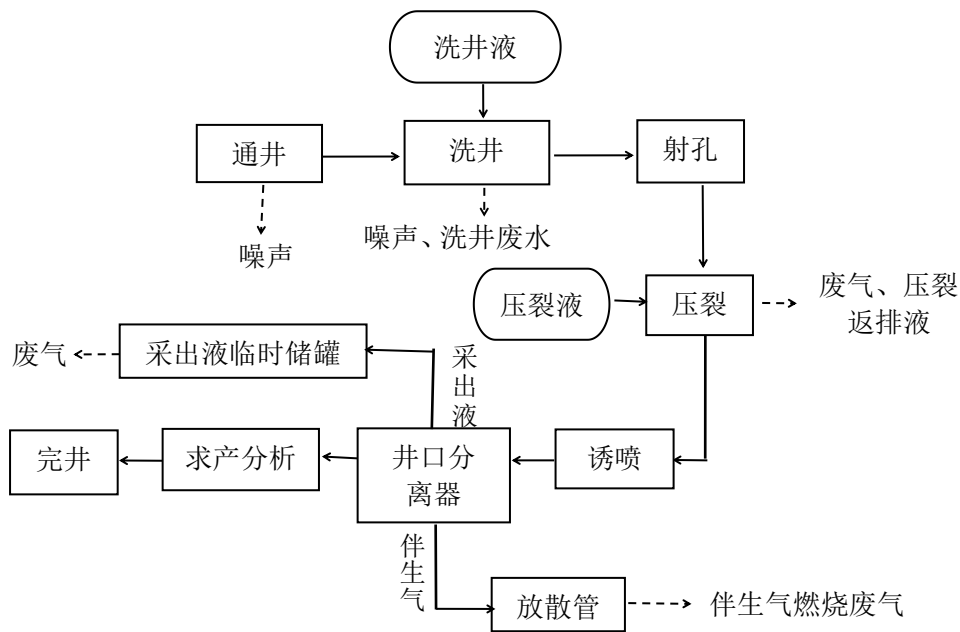 洗井液
通井
洗井
射孔
噪声
噪声、洗井废水
压裂液
压裂
废气、压裂
返排液
废气
采出液临时储罐
采出液
完井
求产分析
井口分
离器
诱喷
伴生气
放散管
伴生气燃烧废气